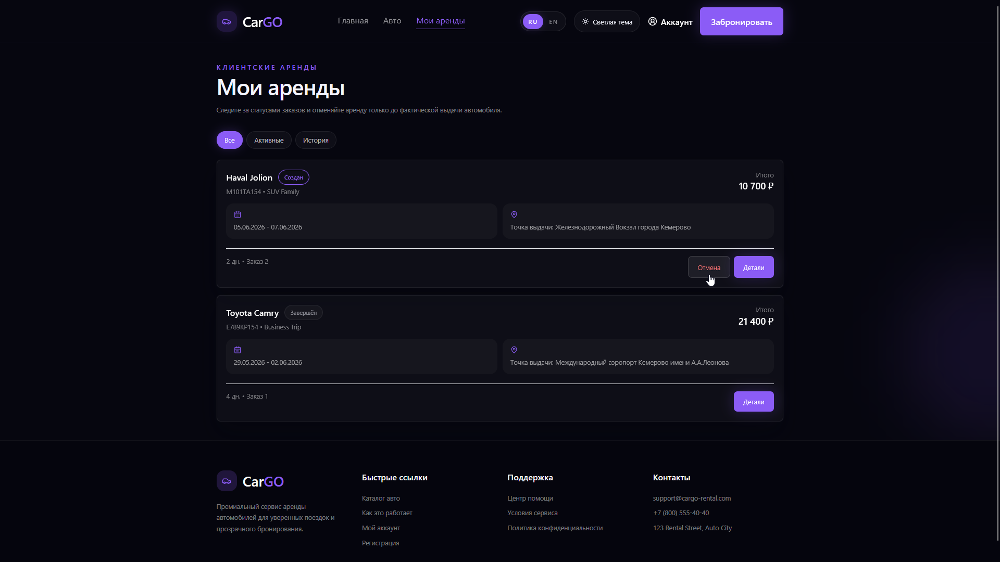 CarGO
Главная
Авто
Мои аренды
RU
EN
Светлая тема
Аккаунт
Забронировать
КЛИЕНТСКИЕ АРЕНДЫ
Мои аренды
Следите за статусами заказов и отменяйте аренду только до фактической выдачи автомобиля.
Все
Активные
История
Haval Jolion
Создан
Итого
10 700 ₽
M101TA154 • SUV Family
05.06.2026 - 07.06.2026
Точка выдачи: Железнодорожный Вокзал города Кемерово
2 дн. • Заказ 2
Отмена
Детали
Toyota Camry
Завершён
Итого
21 400 ₽
E789KP154 • Business Trip
29.05.2026 - 02.06.2026
Точка выдачи: Международный аэропорт Кемерово имени А.А.Леонова
4 дн. • Заказ 1
Детали
CarGO
Премиальный сервис аренды
автомобилей для уверенных поездок и
прозрачного бронирования.
Быстрые ссылки
Каталог авто
Как это работает
Мой аккаунт
Регистрация
Поддержка
Центр помощи
Условия сервиса
Политика конфиденциальности
Контакты
support@cargo-rental.com
+7 (800) 555-40-40
123 Rental Street, Auto City